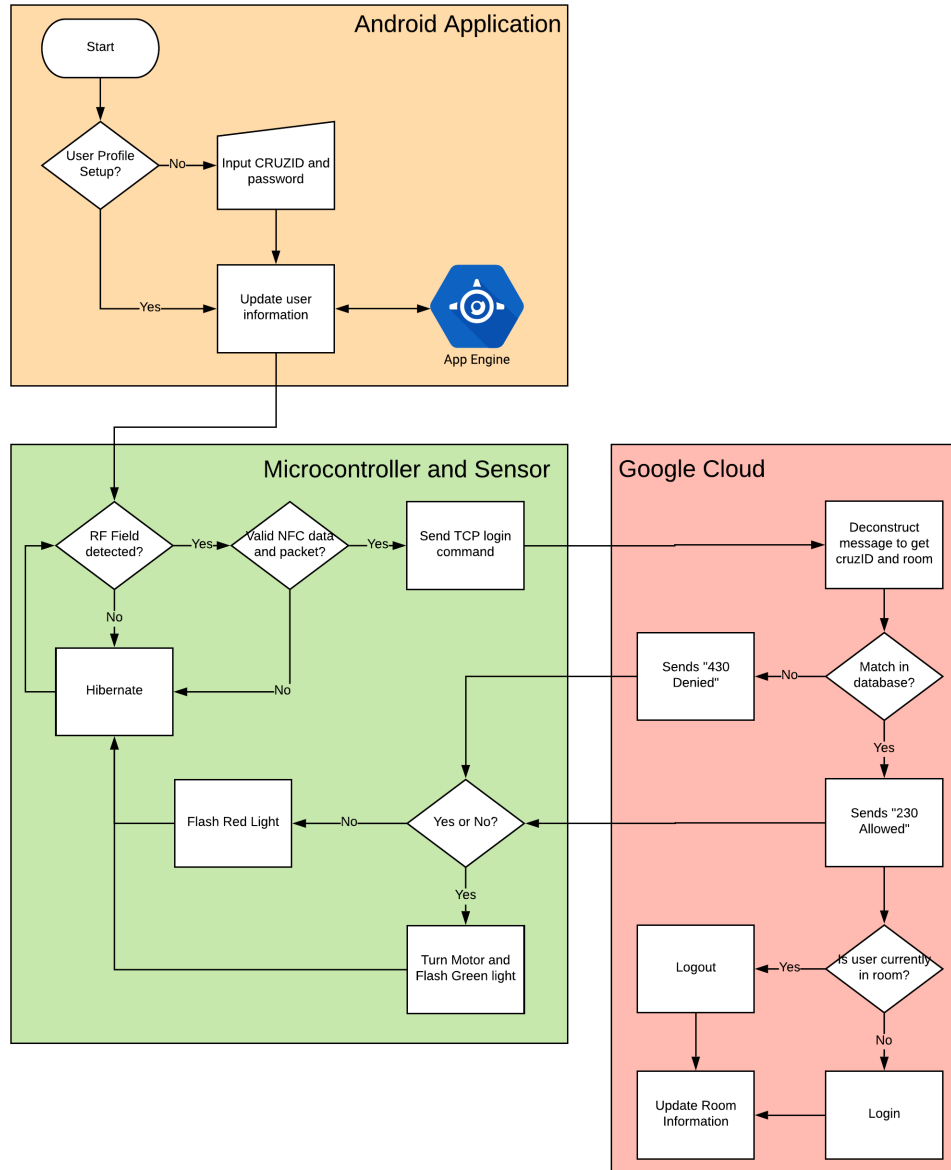 Android Application
Start
User Profile
Setup?
No
Input CRUZID and
password
Yes
Update user
information
App Engine
Microcontroller and Sensor
RF Field
detected?
Yes
Valid NFC data
and packet?
Yes
Send TCP login
command
No
Hibernate
No
Flash Red Light
No
Yes or No?
Yes
Turn Motor and
Flash Green light
Google Cloud
Deconstruct
message to get
cruzID and room
Sends "430
Denied"
No
Match in
database?
Yes
Sends "230
Allowed"
Logout
Yes
Is user currently
in room?
No
Update Room
Information
Login